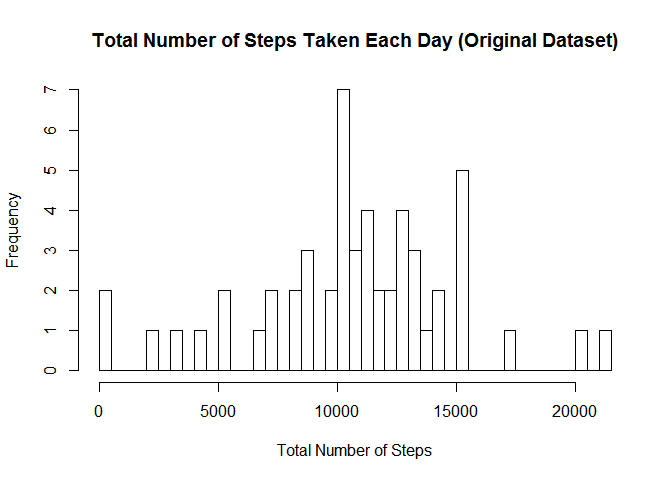 Total Number of Steps Taken Each Day (Original Dataset)
Frequency
7
6
5
4
3
2
1
0
0 5000 10000 15000 20000
Total Number of Steps